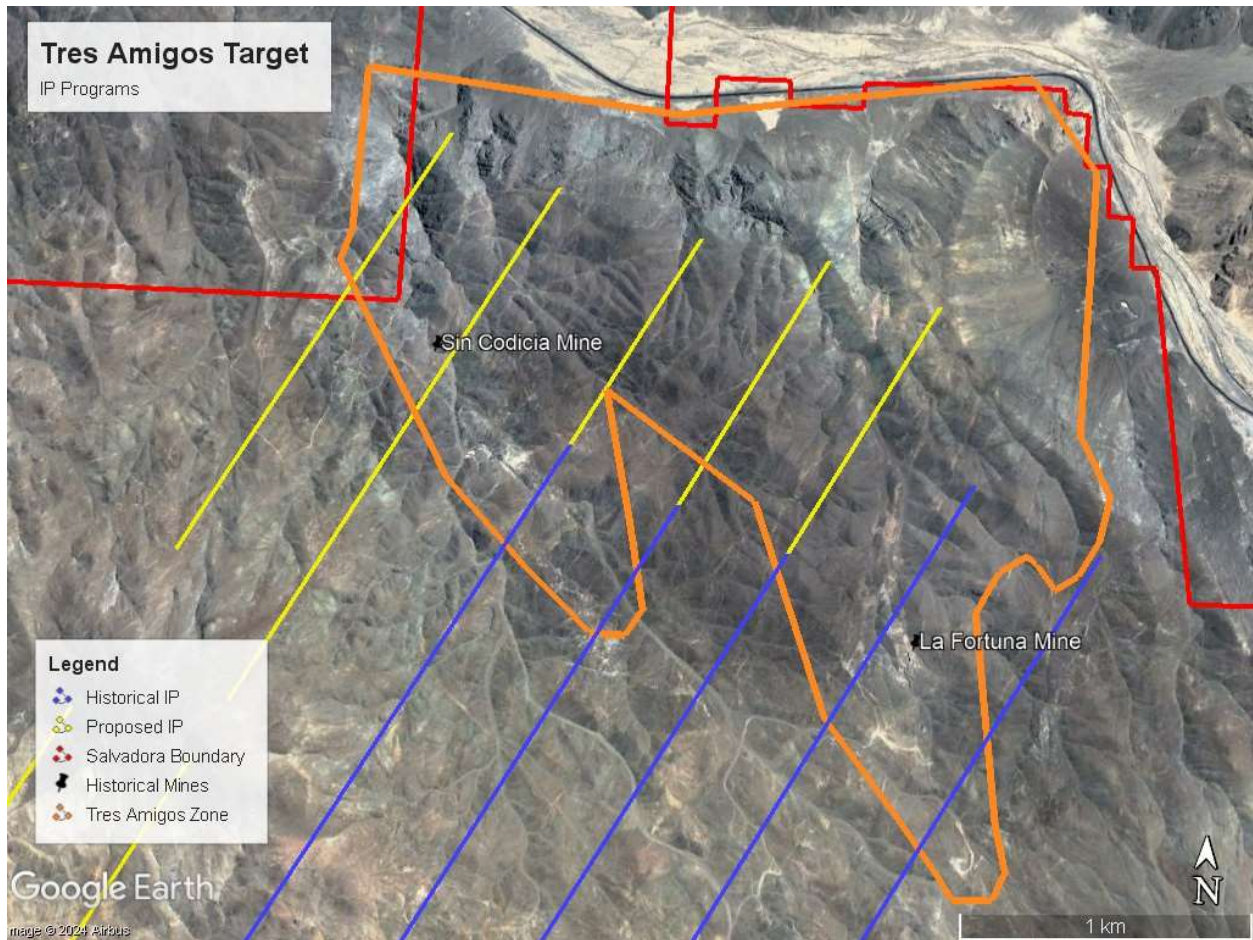 Tres Amigos Target
IP Programs
Sin Codicia Mine
La Fortuna Mine
Legend
Historical IP
Proposed IP
Salvadora Boundary
Historical Mines
Tres Amigos Zone
Google Earth
mage © 2024 Airbus
N
1 km